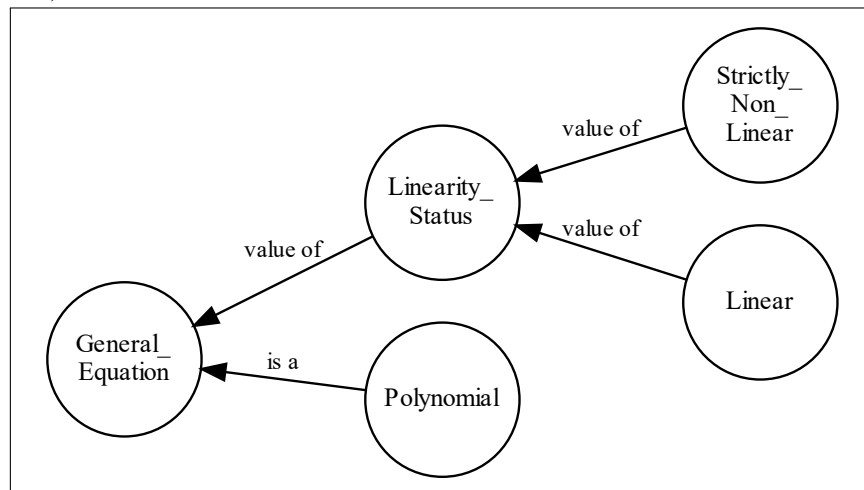 Strictly_
Non_
Linear
value of
Linearity_
Status
value of
value of
Linear
General_
Equation
is a
Polynomial